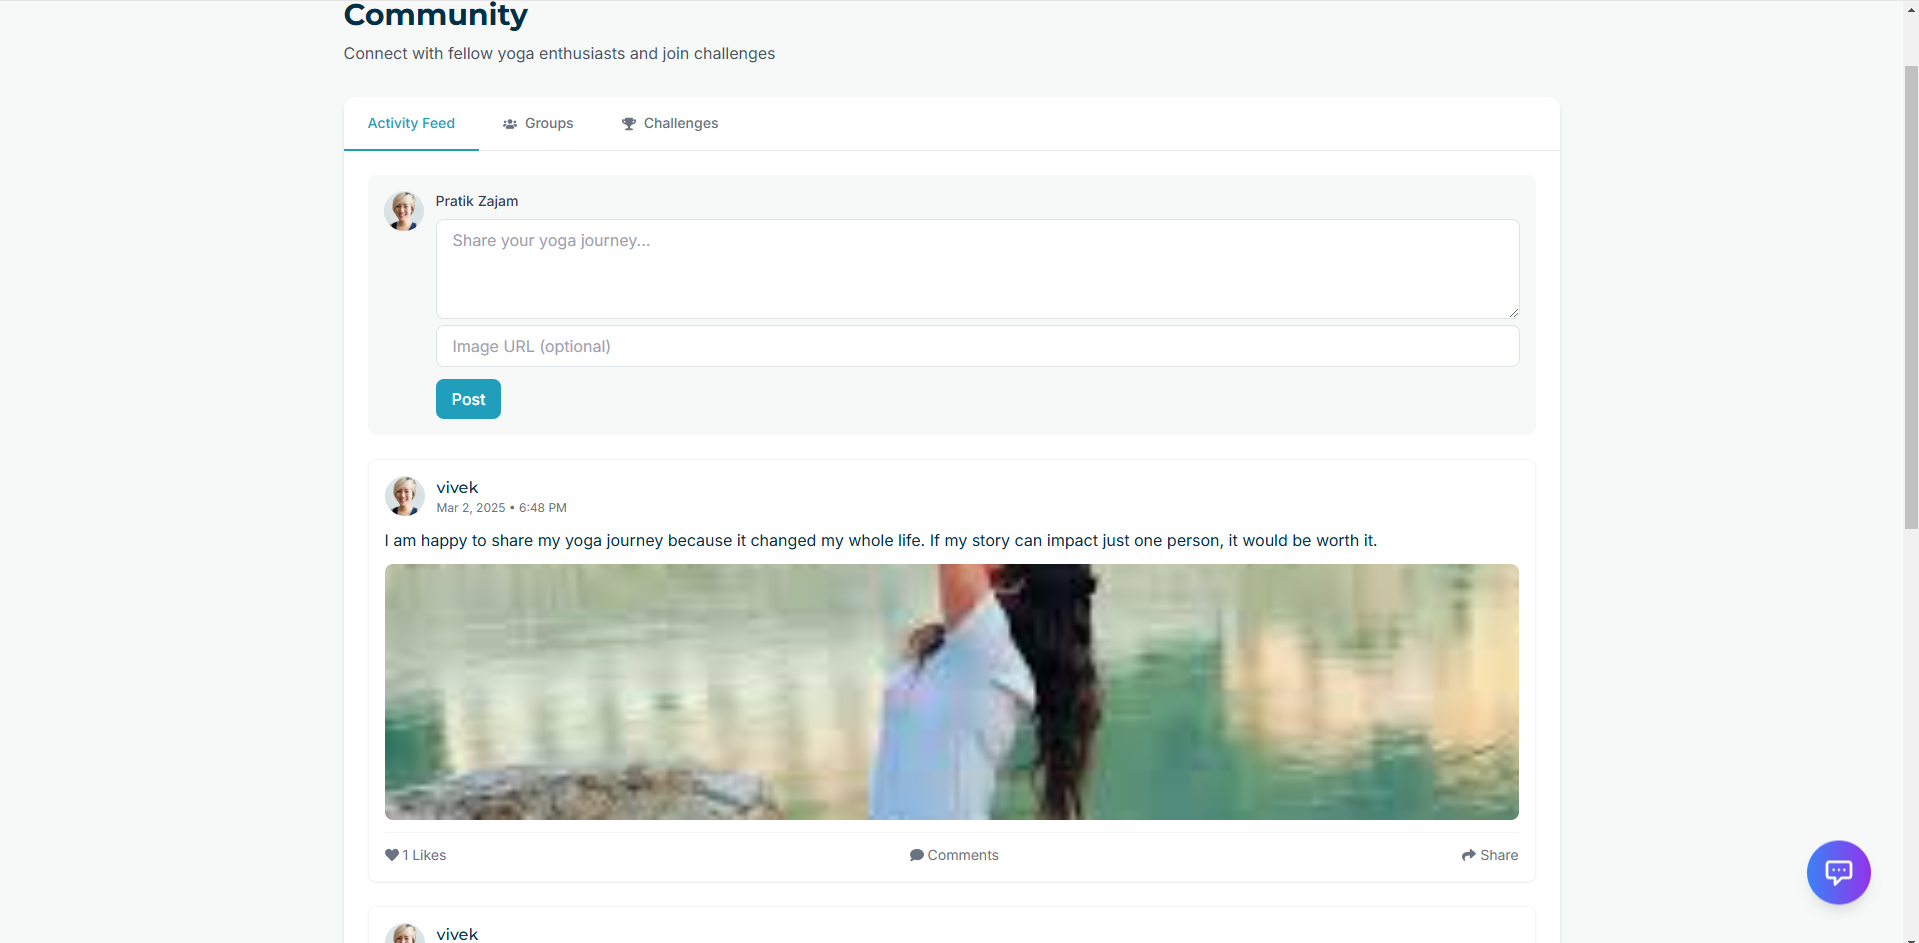 Community
Connect with fellow yoga enthusiasts and join challenges
Activity Feed
Groups
Challenges
Pratik Zajam
Share your yoga journey...
Image URL (optional)
Post
vivek
Mar 2, 2025 • 6:48 PM
I am happy to share my yoga journey because it changed my whole life. If my story can impact just one person, it would be worth it.
1 Likes
Comments
Share
vivek